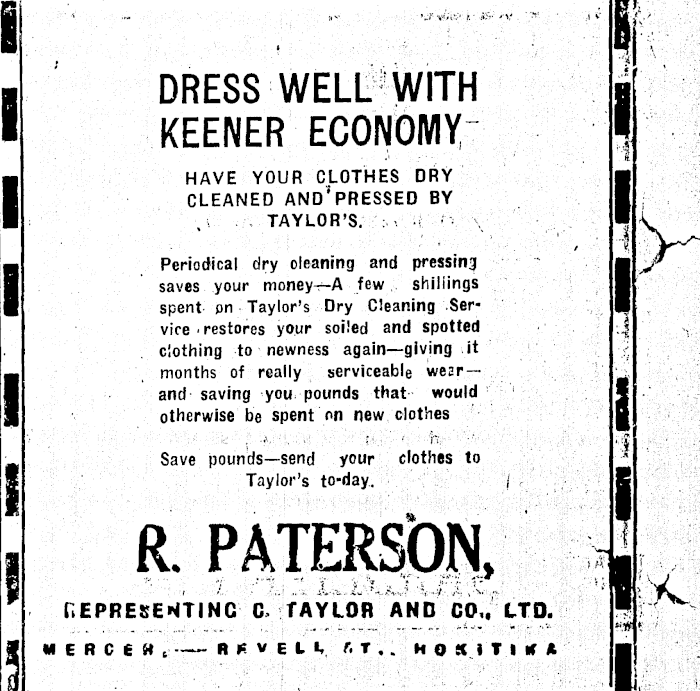 DRESS WELL WITH
KEENER ECONOMY
HAVE YOUR CLOTHES DRY
CLEANED AND PRESSED BY
TAYLOR'S.
Periodical dry cleaning and pressing
saves your money—A few shillings
spent on Taylor's Dry Cleaning Ser-
vice restores your soiled and spotted
clothing to newness again—giving it
months of really serviceable wear—
and saving you pounds that would
otherwise be spent on new clothes
Save pounds—send your clothes to
Taylor's to-day.
R. PATERSON,
REPRESENTING C. TAYLOR AND CO., LTD.
MERCER,—REVELL ST., HOKITIKA